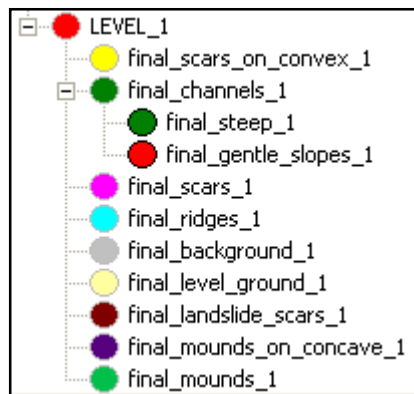 LEVEL_1
final_scars_on_convex_1
final_channels_1
final_steep_1
final_gentle_slopes_1
final_scars_1
final_ridges_1
final_background_1
final_level_ground_1
final_landslide_scars_1
final_mounds_on_concave_1
final_mounds_1